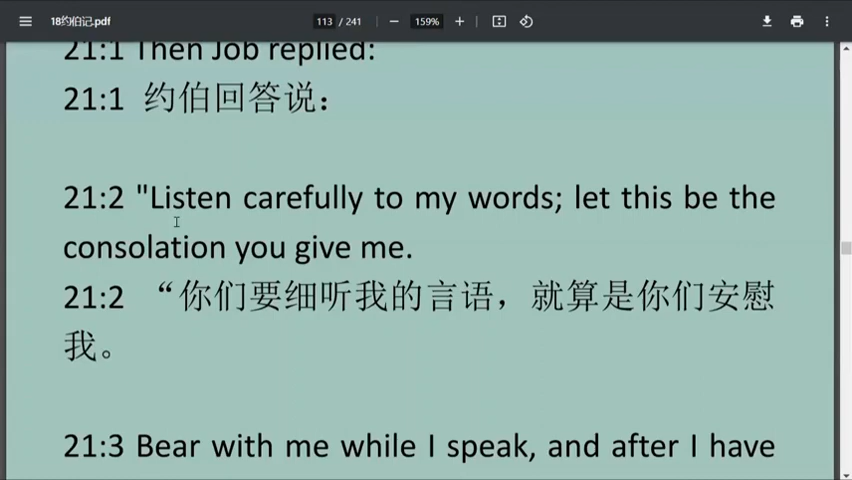 18约伯记.pdf
113 / 241
159%
21:1 Then Job replied:
21:1 约伯回答说：
21:2 "Listen carefully to my words; let this be the
consolation you give me.
21:2 “你们要细听我的言语，就算是你们安慰
我。
21:3 Bear with me while I speak, and after I have